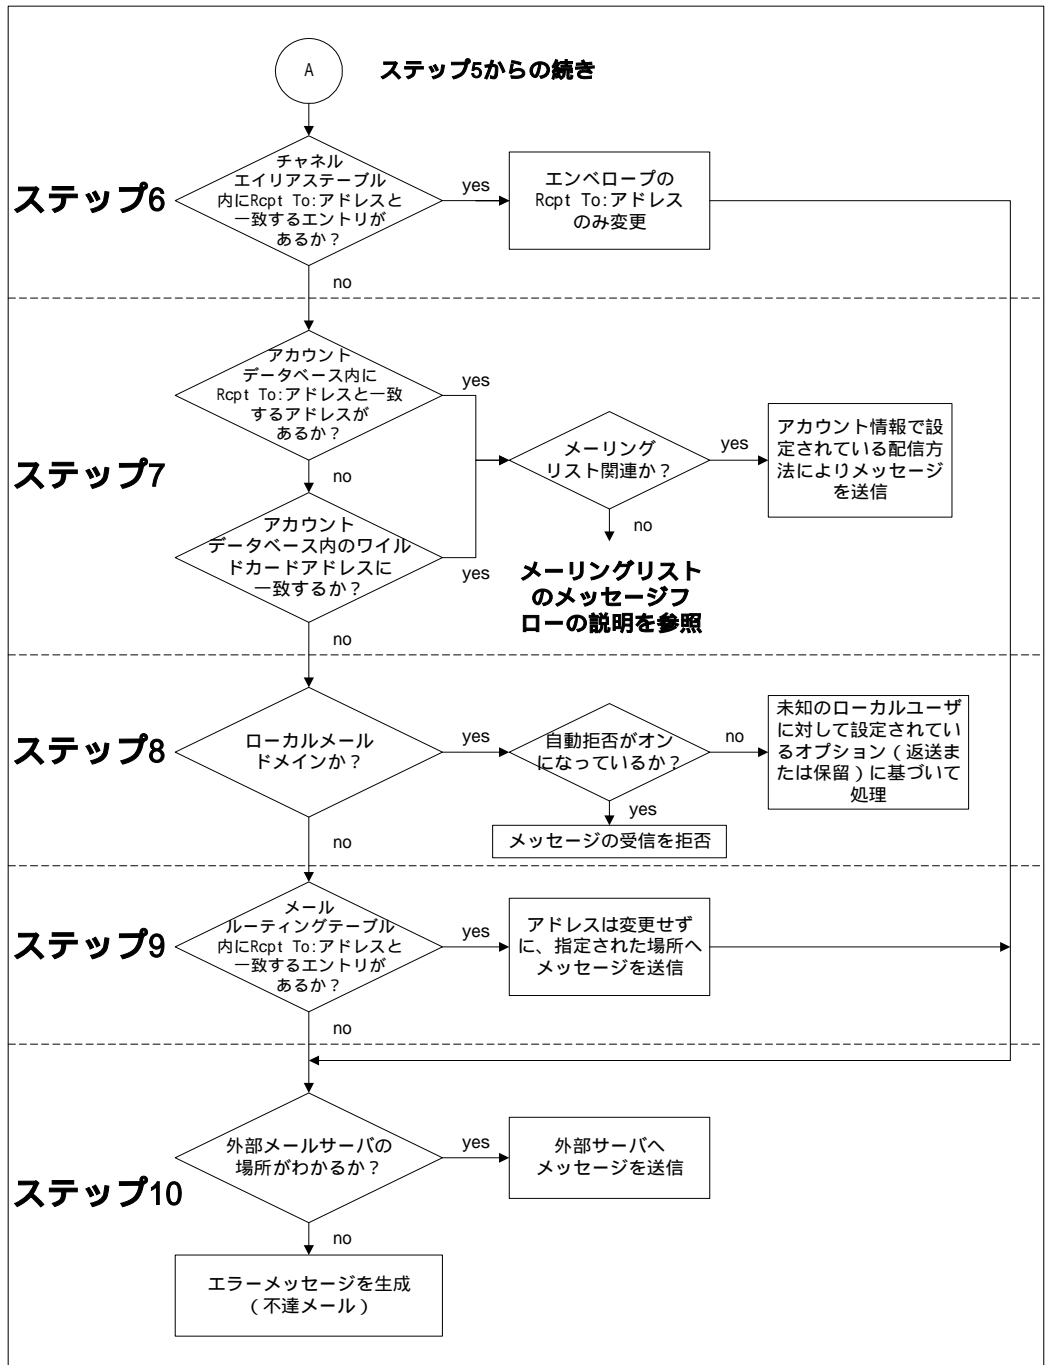 A
ステップ5からの続き
ステップ6
チャネル
エイリアステーブル
内にRcpt To:アドレスと
一致するエントリが
あるか？
yes
エンベロープの
Rcpt To:アドレス
のみ変更
no
ステップ7
アカウント
データベース内に
Rcpt To:アドレスと一致
するアドレスが
あるか？
yes
no
アカウント
データベース内のワイル
ドカードアドレスに
一致するか？
yes
メーリング
リスト関連か？
yes
アカウント情報で設
定されている配信方
法によりメッセージ
を送信
no
メーリングリスト
のメッセージフ
ローの説明を参照
no
ステップ8
ローカルメール
ドメインか？
yes
自動拒否がオン
になっているか？
no
未知のローカルユーザ
に対して設定されてい
るオプション（返送ま
たは保留）に基づいて
処理
yes
メッセージの受信を拒否
no
ステップ9
メール
ルーティングテーブル
内にRcpt To:アドレスと
一致するエントリが
あるか？
yes
アドレスは変更せず
に、指定された場所へ
メッセージを送信
no
ステップ10
外部メールサーバの
場所がわかるか？
yes
外部サーバへ
メッセージを送信
no
エラーメッセージを生成
（不達メール）